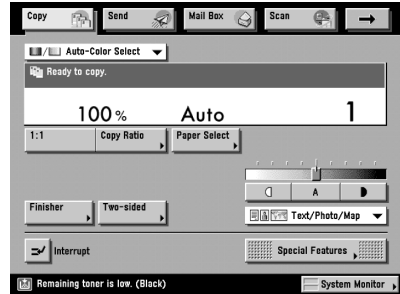 Copy
Send
Mail Box
Scan
Auto-Color Select
Ready to copy.
100 % Auto 1
1:1
Copy Ratio
Paper Select
A
Finisher
Two-sided
Text/Photo/Map
Interrupt
Special Features
Remaining toner is low. (Black)
System Monitor